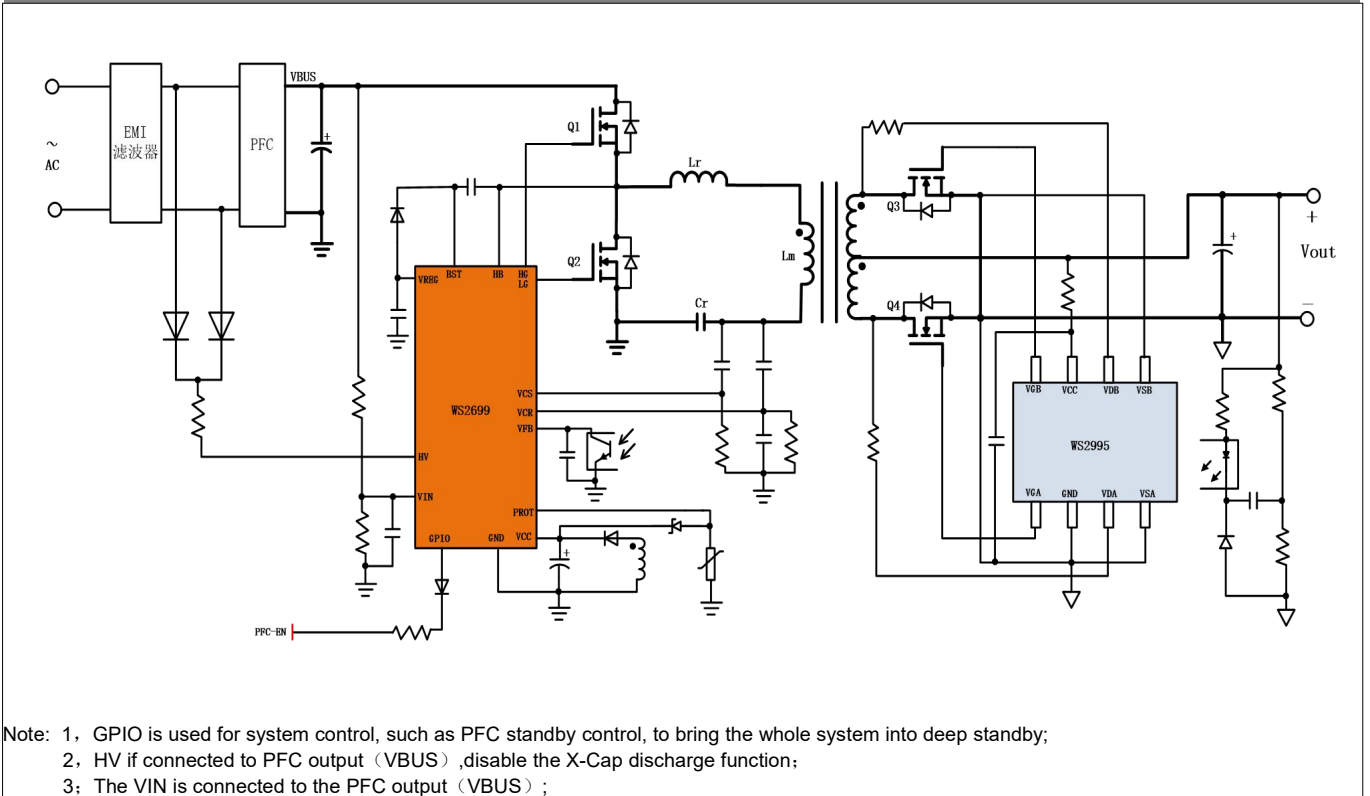 VBUS
EMI
滤波器
PFC
～
AC
Q1
Lr
Q3
+
Vout
−
Lm
Q2
Q4
Cr
+
+
VREG
BST
HB
HG
LG
WS2699
VCS
VCR
VFB
HV
VIN
PROT
GPIO
GND
VCC
+
PFC-EN
VGB
VCC
VDB
VSB
WS2995
VGA
GND
VDA
VSA
Note: 1，GPIO is used for system control, such as PFC standby control, to bring the whole system into deep standby;
2，HV if connected to PFC output（VBUS）,disable the X-Cap discharge function；
3；The VIN is connected to the PFC output（VBUS）;